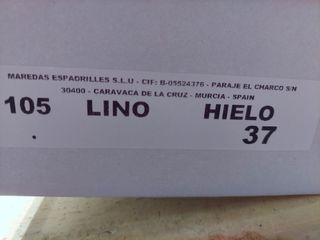 MAREDAS ESPADRILLES S.L.U - CIF: B-05524376 - PARAJE EL CHARCO S/N
30400 - CARAVACA DE LA CRUZ - MURCIA - SPAIN
105 LINO HIELO
. 37